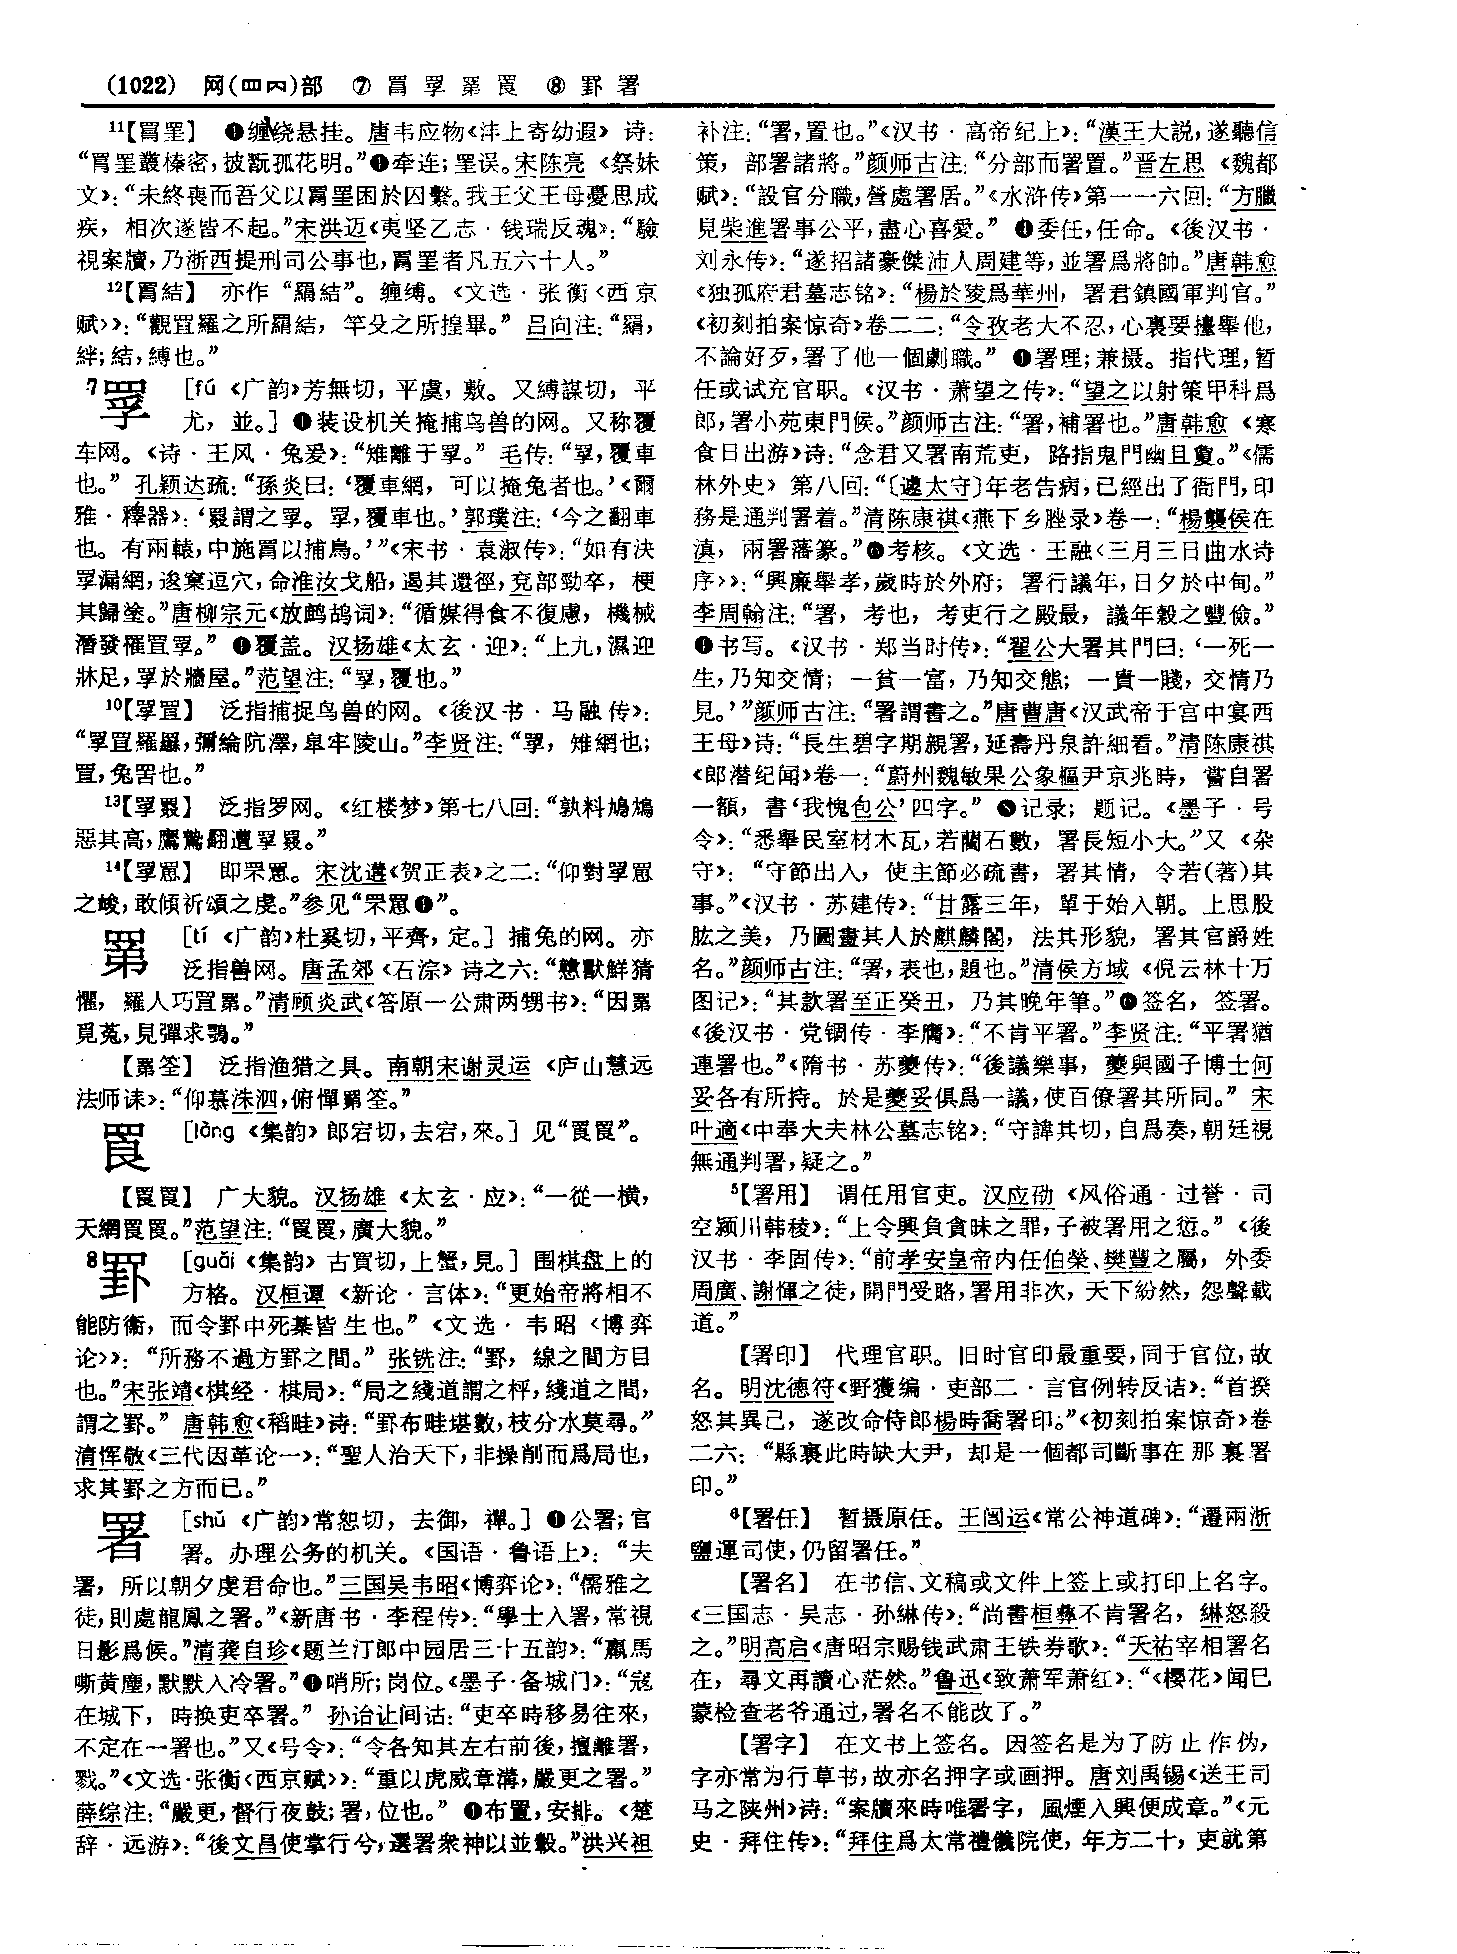 (1022) 网(罒𦉪)部 ⑦ 罥 罦 罤 罠 ⑧ 罫 署
11【罥罣】 ❶缠绕悬挂。唐韦应物《沣上寄幼遐》诗:
“罥罣叢榛密,披翫孤花明。”❷牵连;罣误。宋陈亮《祭妹
文》:“未終喪而吾父以罥罣困於囚繫。我王父王母憂思成
疾,相次遂皆不起。”宋洪迈《夷坚乙志·钱瑞反魂》:“驗
視案牘,乃浙西提刑司公事也,罥罣者凡五六十人。”
12【罥結】 亦作“羂結”。缠缚。《文选·张衡〈西京
赋〉》:“觀罝羅之所羂結,竿殳之所揘畢。”吕向注:“羂,
絆;結,縛也。”
7罦 [fú《广韵》芳無切,平虞,敷。又縛謀切,平
尤,並。]❶装设机关掩捕鸟兽的网。又称覆
车网。《诗·王风·兔爰》:“雉離于罦。”毛传:“罦,覆車
也。”孔颖达疏:“孫炎曰:‘覆車網,可以掩兔者也。’《爾
雅·釋器》:‘罬謂之罦。罦,覆車也。’郭璞注:‘今之翻車
也。有兩轅,中施罥以捕鳥。’”《宋书·袁淑传》:“如有決
罦漏網,逡窠逗穴,命淮汝戈船,遏其還徑,兗部勁卒,梗
其歸塗。”唐柳宗元《放鹧鸪词》:“循媒得食不復慮,機械
潛發罹罝罦。”❷覆盖。汉扬雄《太玄·迎》:“上九,濕迎
牀足,罦於牆屋。”范望注:“罦,覆也。”
10【罦罝】 泛指捕捉鸟兽的网。《後汉书·马融传》:
“罦罝羅䍡,彌綸阬澤,皋牢陵山。”李贤注:“罦,雉網也;
罝,兔罟也。”
13【罦罬】 泛指罗网。《红楼梦》第七八回:“孰料鳩鴆
惡其高,鷹鷙翻遭罦罬。”
14【罦罳】 即罘罳。宋沈遘《贺正表》之二:“仰對罦罳
之峻,敢傾祈頌之虔。”参见“罘罳❶”。
罤 [tí《广韵》杜奚切,平齊,定。]捕兔的网。亦
泛指兽网。唐孟郊《石淙》诗之六:“戇獸鮮猜
懼,羅人巧罝罤。”清顾炎武《答原一公肃两甥书》:“因罤
覓菟,見彈求鶚。”
【罤筌】 泛指渔猎之具。南朝宋谢灵运《庐山慧远
法师诔》:“仰慕洙泗,俯憚罤筌。”
罠 [làng《集韵》郎宕切,去宕,來。]见“罠罠”。
【罠罠】 广大貌。汉扬雄《太玄·应》:“一從一横,
天網罠罠。”范望注:“罠罠,廣大貌。”
8罫 [guǎi《集韵》古買切,上蟹,見。]围棋盘上的
方格。汉桓谭《新论·言体》:“更始帝將相不
能防衛,而令罫中死棊皆生也。”《文选·韦昭〈博弈
论〉》:“所務不過方罫之間。”张铣注:“罫,線之間方目
也。”宋张靖《棋经·棋局》:“局之綫道謂之枰,綫道之間,
謂之罫。”唐韩愈《稻畦》诗:“罫布畦堪數,枝分水莫尋。”
清恽敬《三代因革论一》:“聖人治天下,非操削而爲局也,
求其罫之方而已。”
署 [shǔ《广韵》常恕切,去御,禪。]❶公署;官
署。办理公务的机关。《国语·鲁语上》:“夫
署,所以朝夕虔君命也。”三国吴韦昭《博弈论》:“儒雅之
徒,則處龍鳳之署。”《新唐书·李程传》:“學士入署,常視
日影爲候。”清龚自珍《题兰汀郎中园居三十五韵》:“羸馬
嘶黄塵,默默入冷署。”❷哨所;岗位。《墨子·备城门》:“寇
在城下,時换吏卒署。”孙诒让间诂:“吏卒時移易往來,
不定在一署也。”又《号令》:“令各知其左右前後,擅離署,
戮。”《文选·张衡〈西京赋〉》:“重以虎威章溝,嚴更之署。”
薛综注:“嚴更,督行夜鼓;署,位也。”❸布置,安排。《楚
辞·远游》:“後文昌使掌行兮,選署衆神以並轂。”洪兴祖
补注:“署,置也。”《汉书·高帝纪上》:“漢王大説,遂聽信
策,部署諸將。”颜师古注:“分部而署置。”晋左思《魏都
赋》:“設官分職,營處署居。”《水浒传》第一一六回:“方臘
見柴進署事公平,盡心喜愛。”❹委任,任命。《後汉书·
刘永传》:“遂招諸豪傑沛人周建等,並署爲將帥。”唐韩愈
《独孤府君墓志铭》:“楊於陵爲華州,署君鎮國軍判官。”
《初刻拍案惊奇》卷二二:“令孜老大不忍,心裏要擡舉他,
不論好歹,署了他一個劇職。”❺署理;兼摄。指代理,暂
任或试充官职。《汉书·萧望之传》:“望之以射策甲科爲
郎,署小苑東門候。”颜师古注:“署,補署也。”唐韩愈《寒
食日出游》诗:“念君又署南荒吏,路指鬼門幽且敻。”《儒
林外史》第八回:“〔蘧太守〕年老告病,已經出了衙門,印
務是通判署着。”清陈康祺《燕下乡脞录》卷一:“楊襲侯在
滇,兩署藩篆。”❻考核。《文选·王融〈三月三日曲水诗
序〉》:“興廉舉孝,歲時於外府;署行議年,日夕於中甸。”
李周翰注:“署,考也,考吏行之殿最,議年穀之豐儉。”
❼书写。《汉书·郑当时传》:“翟公大署其門曰:‘一死一
生,乃知交情;一貧一富,乃知交態;一貴一賤,交情乃
見。’”颜师古注:“署謂書之。”唐曹唐《汉武帝于宫中宴西
王母》诗:“長生碧字期親署,延壽丹泉許細看。”清陈康祺
《郎潜纪闻》卷一:“蔚州魏敏果公象樞尹京兆時,嘗自署
一額,書‘我愧包公’四字。”❽记录;题记。《墨子·号
令》:“悉舉民室材木瓦,若藺石數,署長短小大。”又《杂
守》:“守節出入,使主節必疏書,署其情,令若(著)其
事。”《汉书·苏建传》:“甘露三年,單于始入朝。上思股
肱之美,乃圖畫其人於麒麟閣,法其形貌,署其官爵姓
名。”颜师古注:“署,表也,題也。”清侯方域《倪云林十万
图记》:“其款署至正癸丑,乃其晚年筆。”❾签名,签署。
《後汉书·党锢传·李膺》:“不肯平署。”李贤注:“平署猶
連署也。”《隋书·苏夔传》:“後議樂事,夔與國子博士何
妥各有所持。於是夔妥俱爲一議,使百僚署其所同。”宋
叶適《中奉大夫林公墓志铭》:“守諱其切,自爲奏,朝廷視
無通判署,疑之。”
5【署用】 谓任用官吏。汉应劭《风俗通·过誉·司
空颍川韩棱》:“上令興負貪昧之罪,子被署用之愆。”《後
汉书·李固传》:“前孝安皇帝内任伯榮、樊豐之屬,外委
周廣、謝惲之徒,開門受賂,署用非次,天下紛然,怨聲載
道。”
【署印】 代理官职。旧时官印最重要,同于官位,故
名。明沈德符《野獲编·吏部二·言官例转反诘》:“首揆
怒其異己,遂改命侍郎楊時喬署印。”《初刻拍案惊奇》卷
二六:“縣裏此時缺大尹,却是一個都司斷事在那裏署
印。”
6【署任】 暂摄原任。王闿运《常公神道碑》:“遷兩浙
鹽運司使,仍留署任。”
【署名】 在书信、文稿或文件上签上或打印上名字。
《三国志·吴志·孙綝传》:“尚書桓彝不肯署名,綝怒殺
之。”明高启《唐昭宗赐钱武肃王铁券歌》:“天祐宰相署名
在,尋文再讀心茫然。”鲁迅《致萧军萧红》:“《樱花》闻已
蒙检查老爷通过,署名不能改了。”
【署字】 在文书上签名。因签名是为了防止作伪,
字亦常为行草书,故亦名押字或画押。唐刘禹锡《送王司
马之陕州》诗:“案牘來時唯署字,風煙入興便成章。”《元
史·拜住传》:“拜住爲太常禮儀院使,年方二十,吏就第